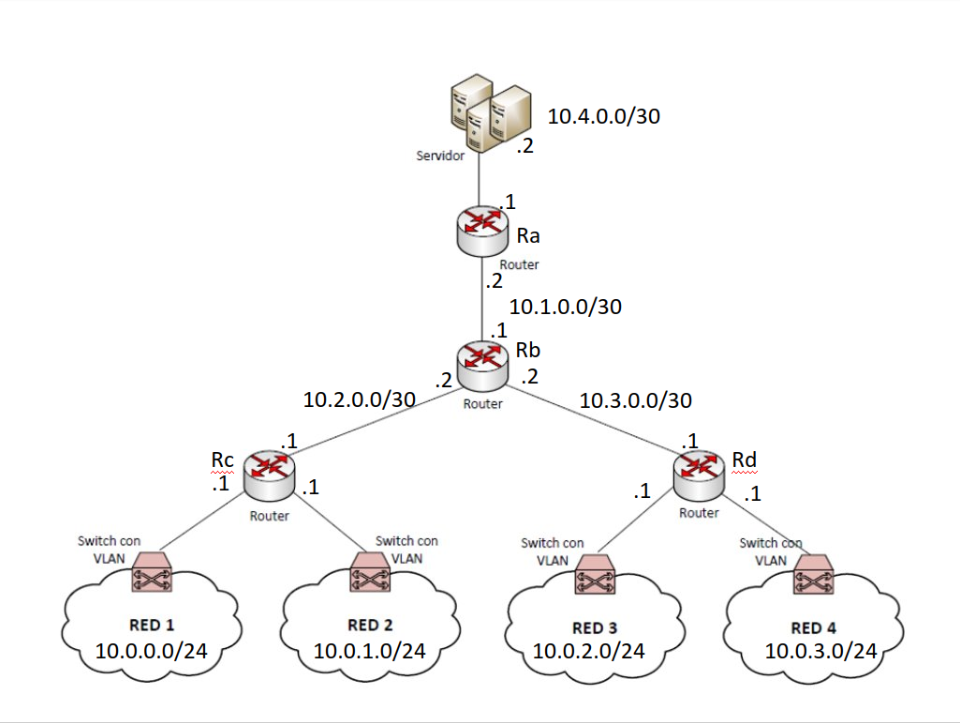 10.4.0.0/30
.2
Servidor
.1
Ra
Router
.2
10.1.0.0/30
.1
Rb
.2
.2
Router
10.2.0.0/30
10.3.0.0/30
.1
.1
Rc
Rd
.1
.1
.1
.1
Router
Router
Switch con
VLAN
Switch con
VLAN
Switch con
VLAN
Switch con
VLAN
RED 1
10.0.0.0/24
RED 2
10.0.1.0/24
RED 3
10.0.2.0/24
RED 4
10.0.3.0/24